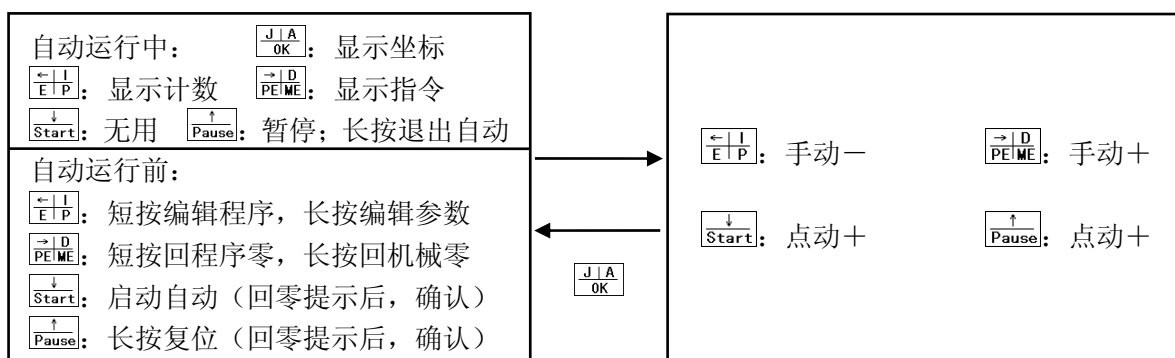 自动运行中： J A OK：显示坐标
← I E P：显示计数 → D PE ME：显示指令
↓ Start：无用 ↑ Pause：暂停；长按退出自动
自动运行前：
← I E P：短按编辑程序，长按编辑参数
→ D PE ME：短按回程序零，长按回机械零
↓ Start：启动自动（回零提示后，确认）
↑ Pause：长按复位（回零提示后，确认）
J A OK
← I E P：手动－ → D PE ME：手动＋
↓ Start：点动＋ ↑ Pause：点动＋